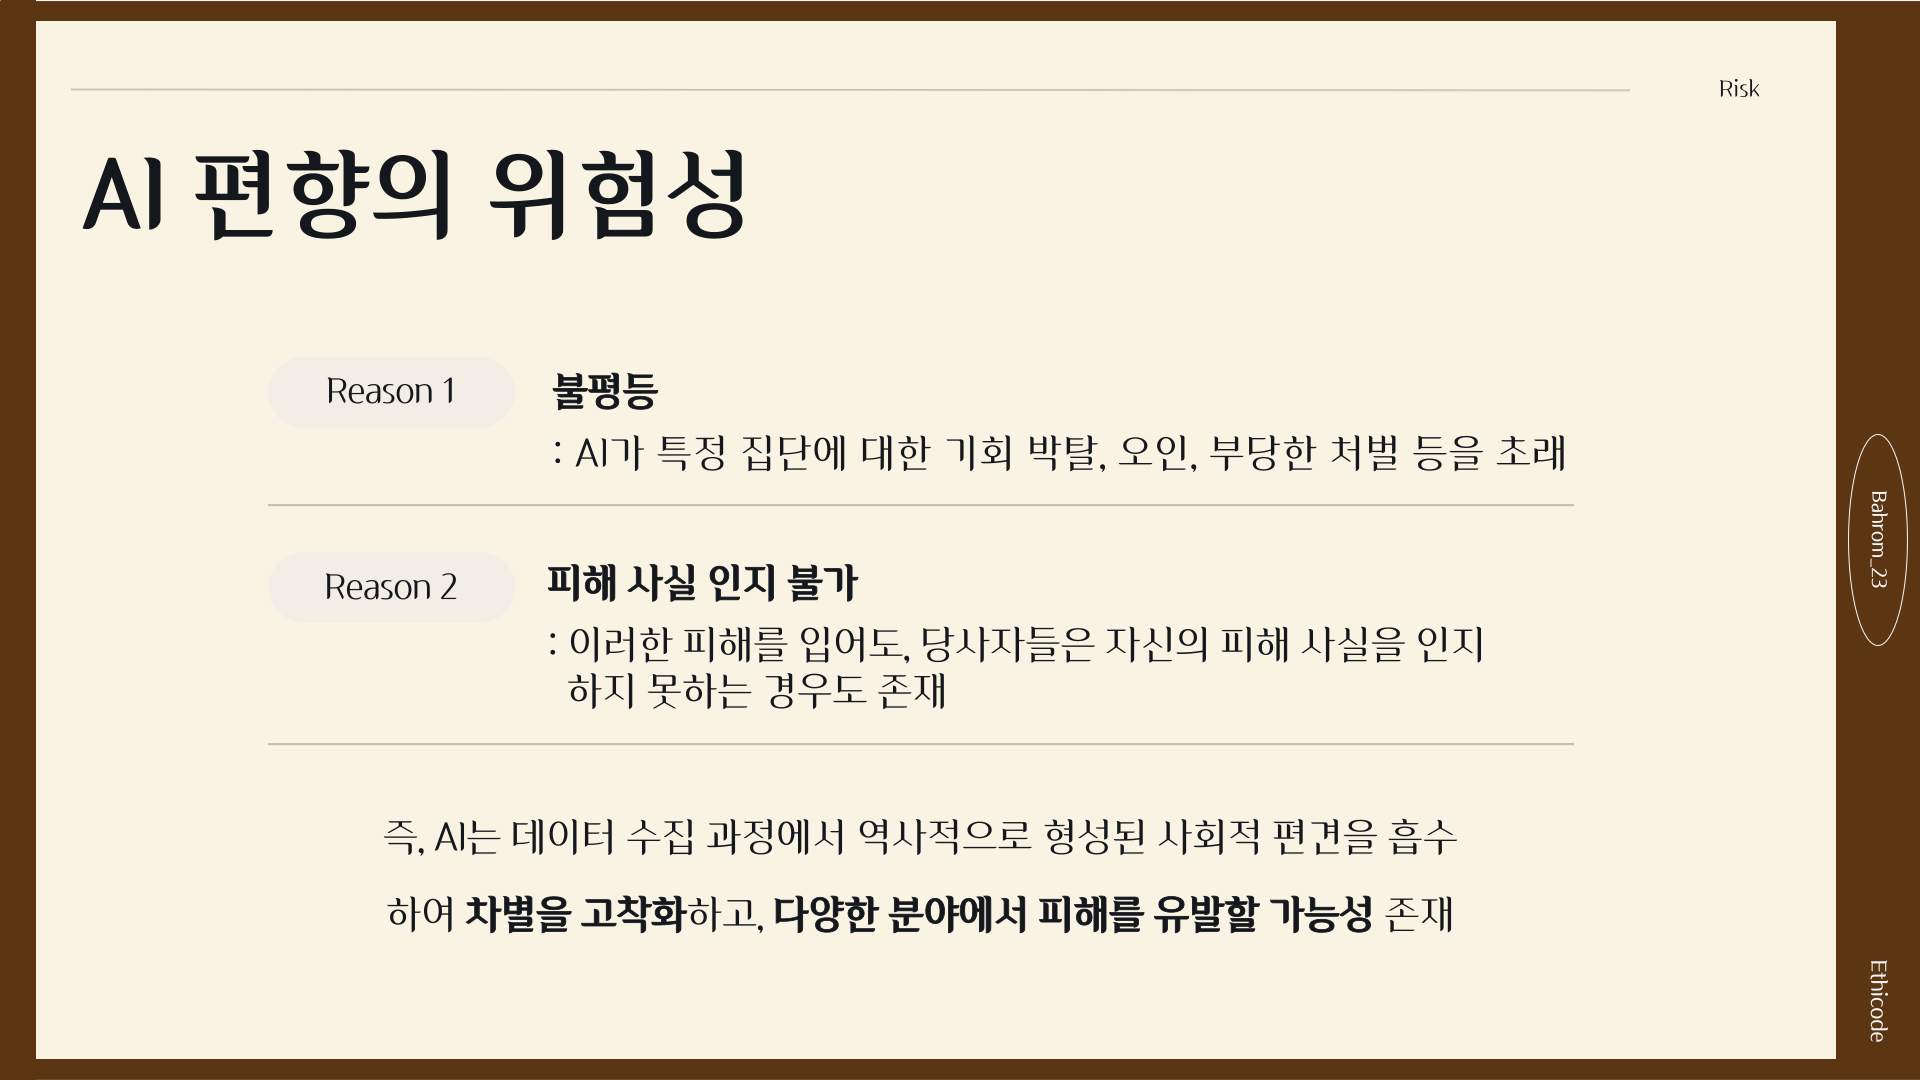 Risk
AI 편향의 위험성
Reason 1
불평등
: AI가 특정 집단에 대한 기회 박탈, 오인, 부당한 처벌 등을 초래
Reason 2
피해 사실 인지 불가
: 이러한 피해를 입어도, 당사자들은 자신의 피해 사실을 인지
하지 못하는 경우도 존재
즉, AI는 데이터 수집 과정에서 역사적으로 형성된 사회적 편견을 흡수
하여 차별을 고착화하고, 다양한 분야에서 피해를 유발할 가능성 존재
Bahrom_23
Ethicode